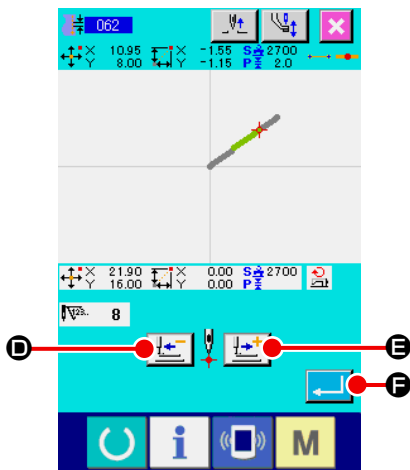 062
X 10.95 X -1.55 S 2700
Y 8.00 Y -1.15 P 2.0
X 21.90 X 0.00 S 2700
Y 16.00 Y 0.00 P
N123.. 8
D
E
F
i M